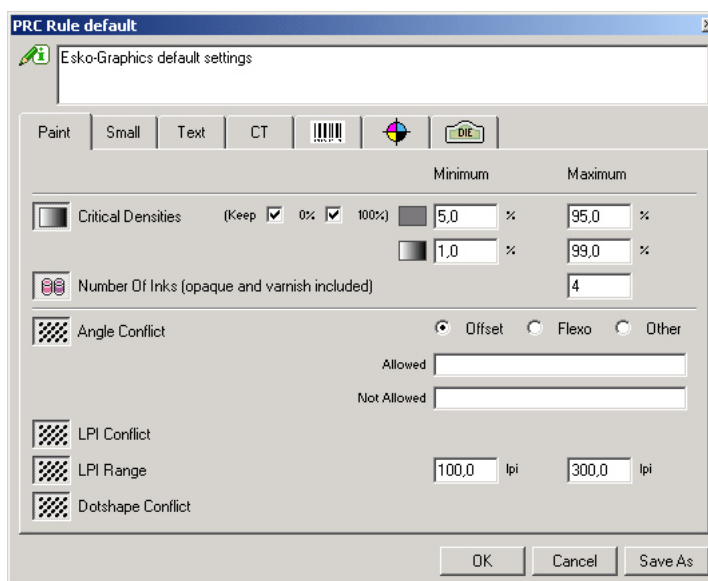 PRC Rule default
Esko-Graphics default settings
Paint Small Text CT DIE
Minimum Maximum
Critical Densities (Keep 0% 100%) 5,0 % 95,0 %
1,0 % 99,0 %
Number Of Inks (opaque and varnish included) 4
Angle Conflict Offset Flexo Other
Allowed
Not Allowed
LPI Conflict
LPI Range 100,0 lpi 300,0 lpi
Dotshape Conflict
OK Cancel Save As